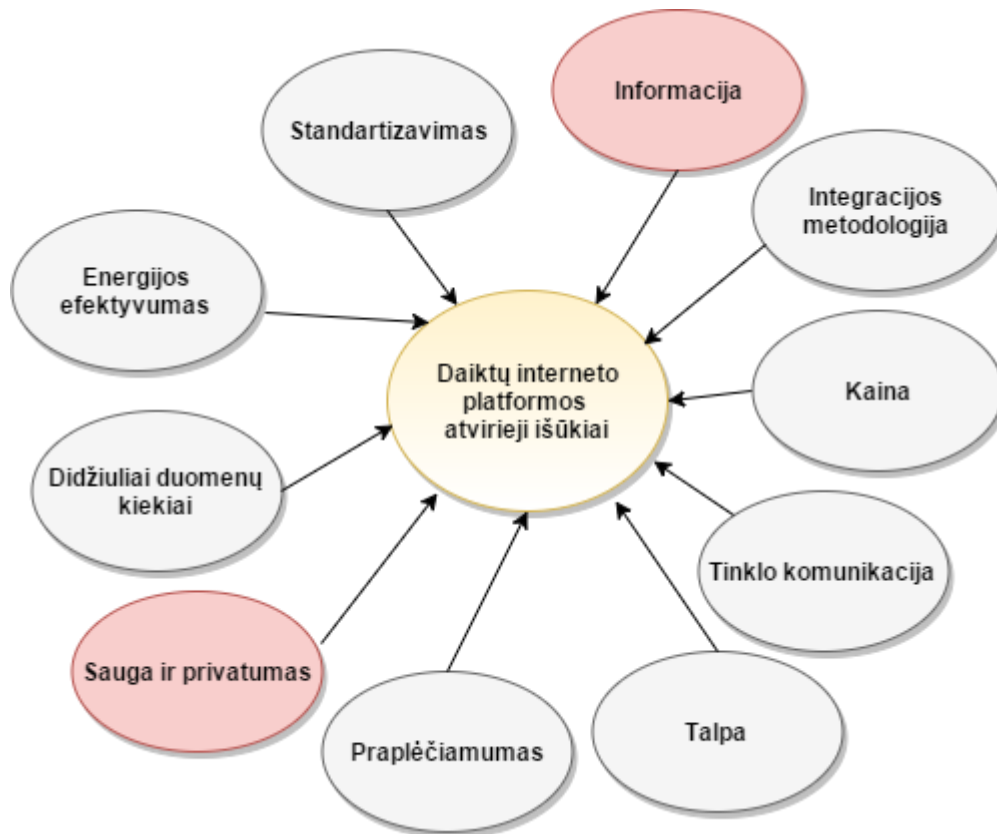 Informacija
Standartizavimas
Integracijos
metodologija
Energijos
efektyvumas
Daiktų interneto
platformos
atvirieji išūkiai
Kaina
Didžiuliai duomenų
kiekiai
Tinklo komunikacija
Sauga ir privatumas
Praplėčiamumas
Talpa